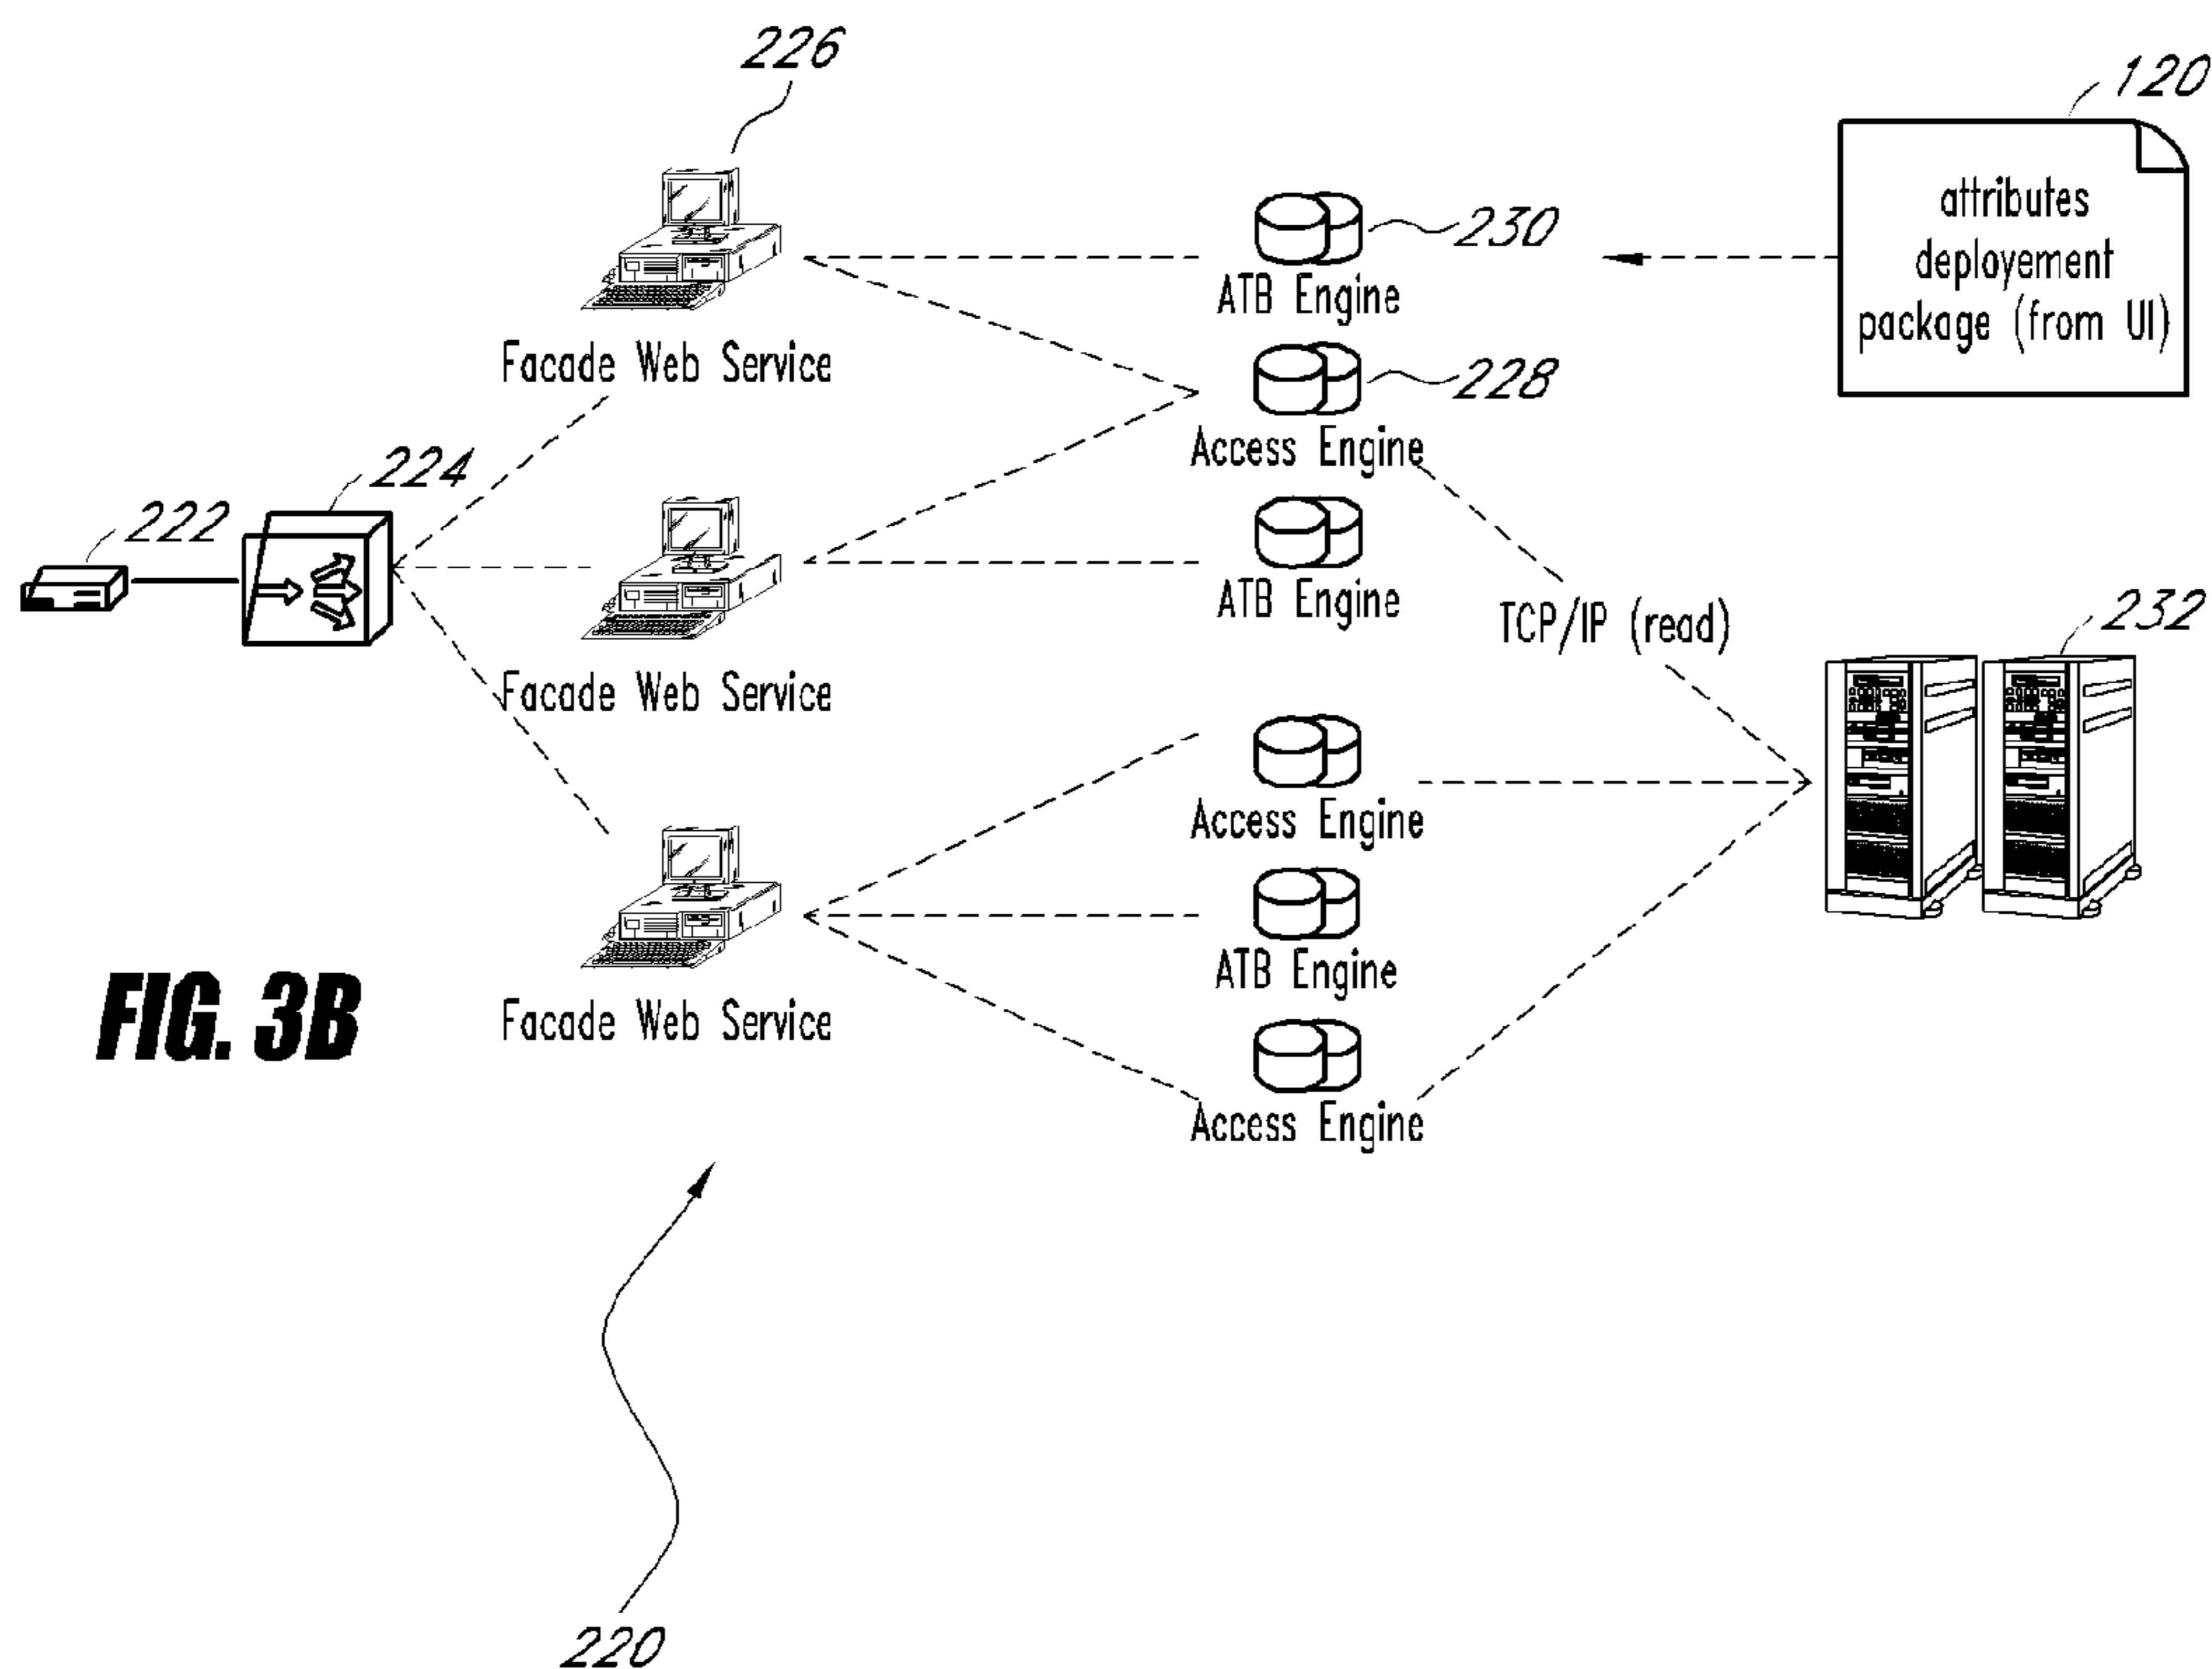 226
120
attributes
deployement
package (from UI)
230
ATB Engine
Facade Web Service
228
Access Engine
224
222
ATB Engine
TCP/IP (read)
232
Facade Web Service
Access Engine
ATB Engine
FIG. 3B
Facade Web Service
Access Engine
220